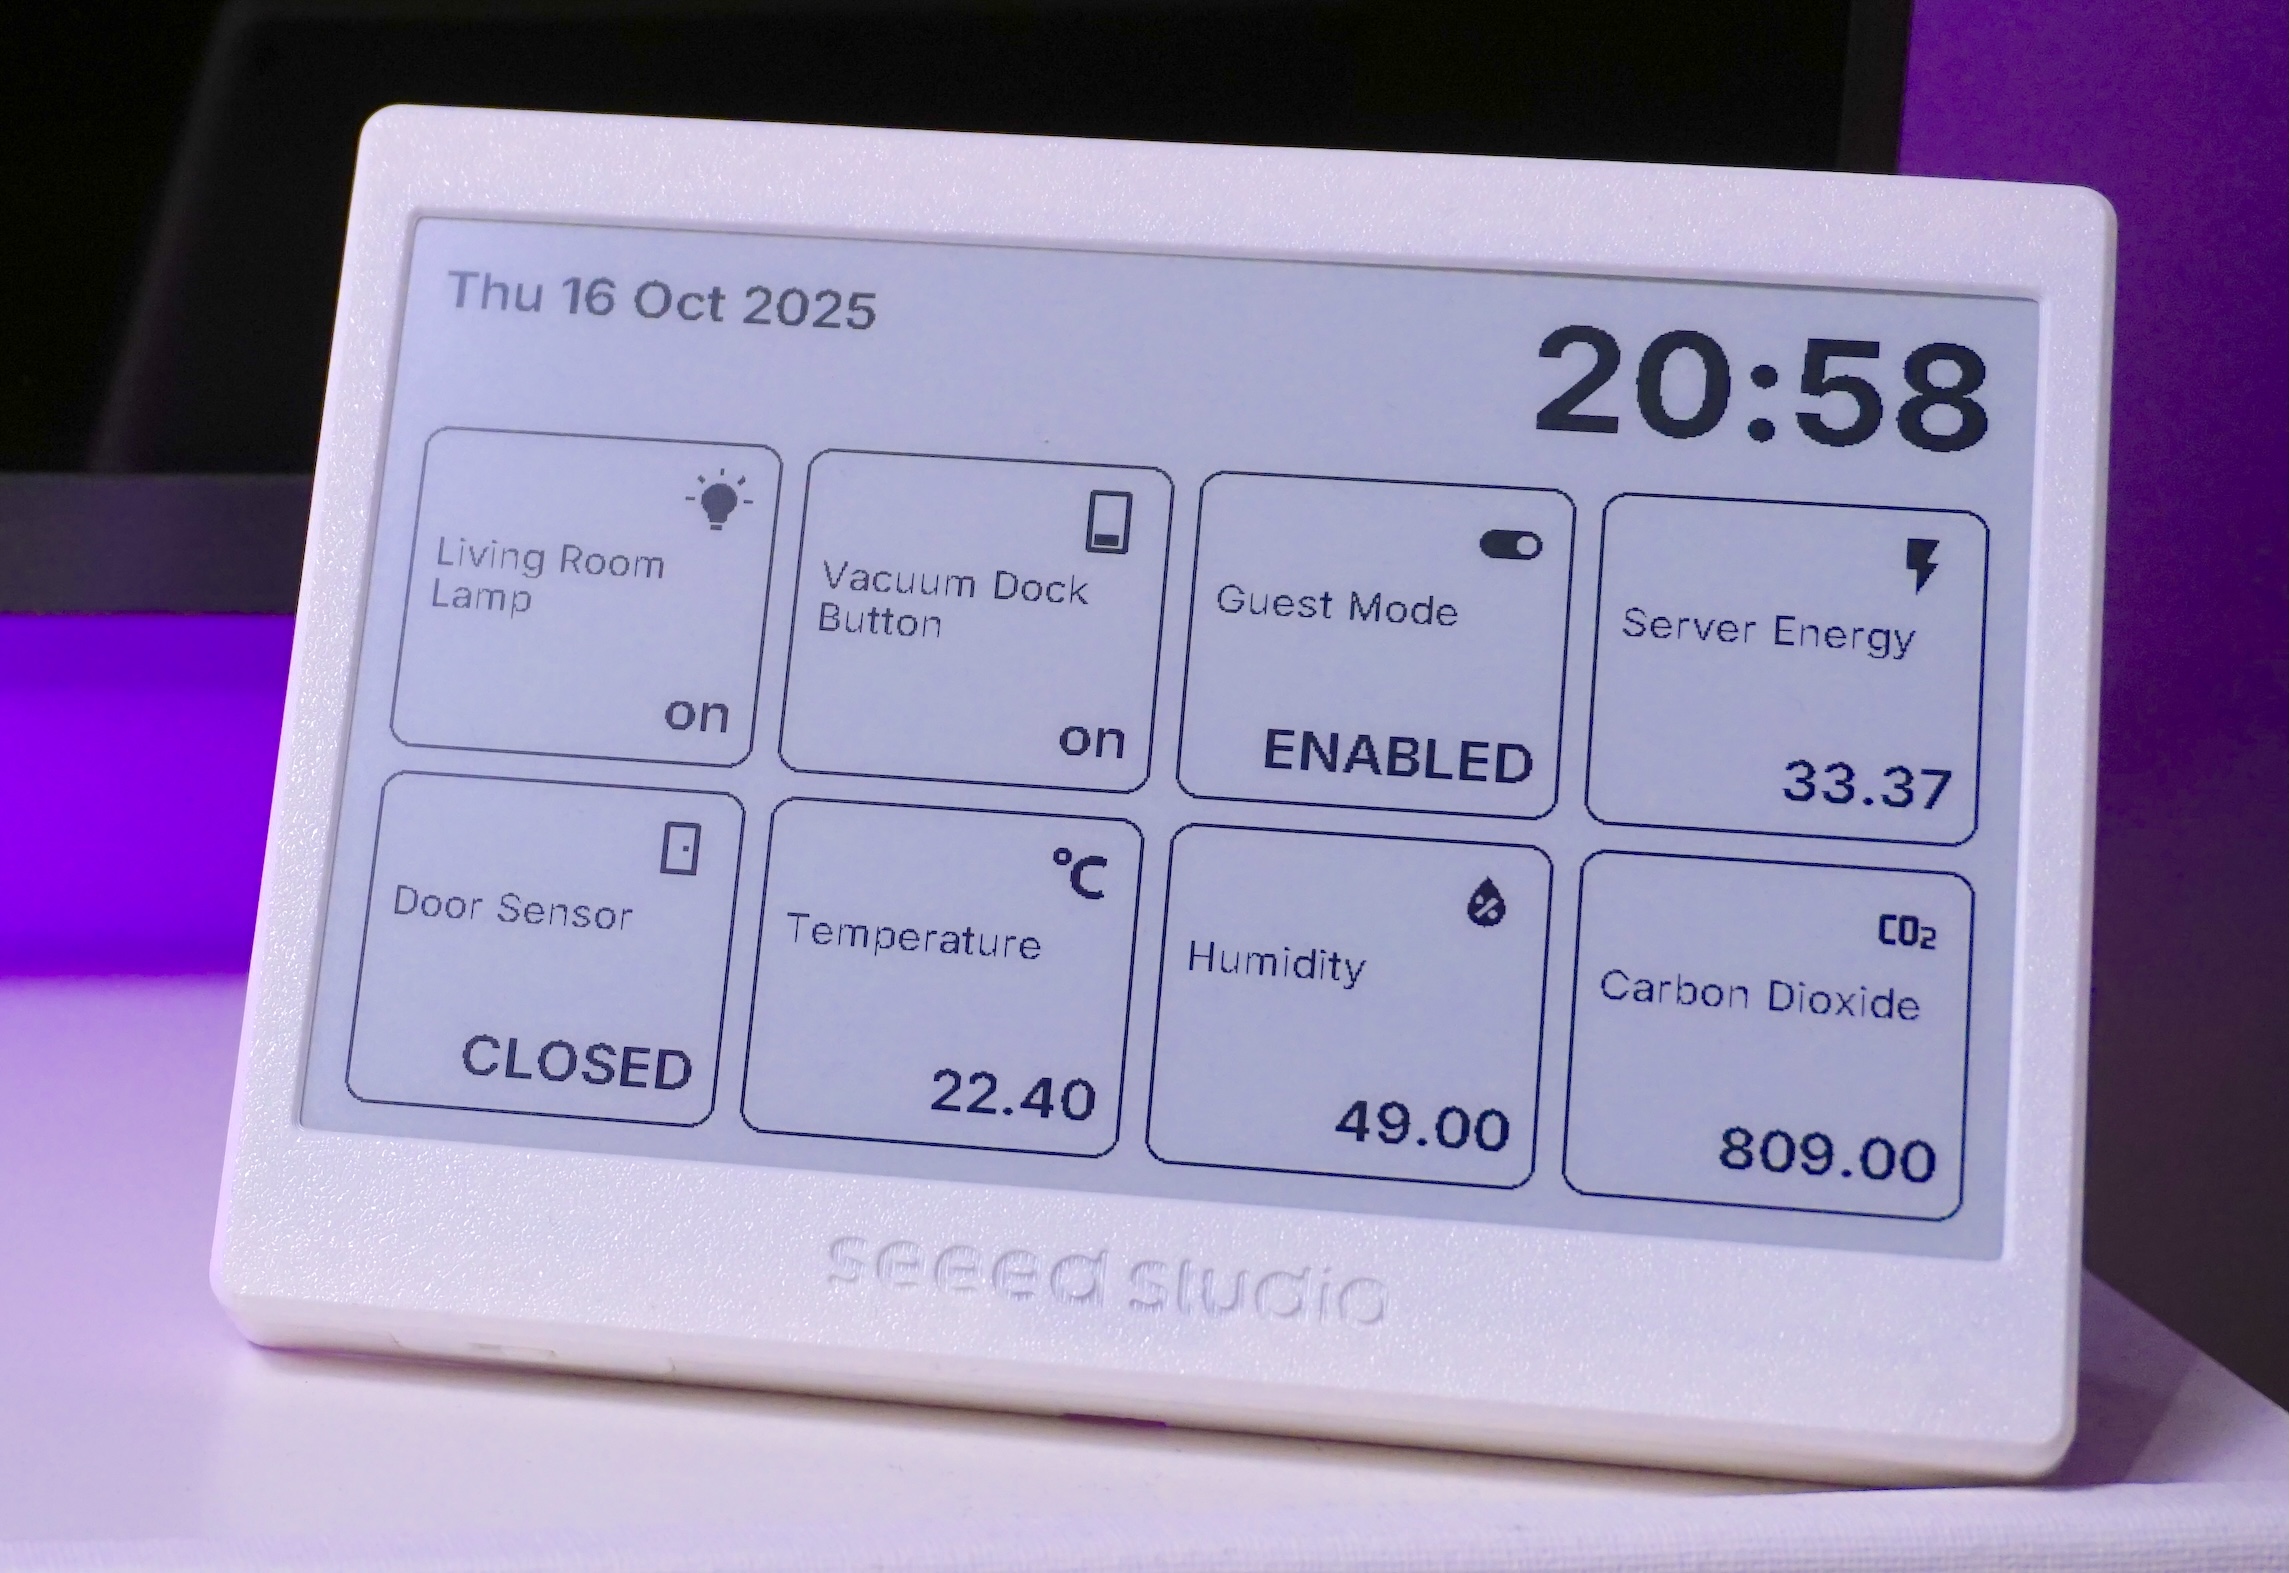 Thu 16 Oct 2025
20:58
Living Room
Lamp
on
Vacuum Dock
Button
on
Guest Mode
ENABLED
Server Energy
33.37
Door Sensor
CLOSED
°C
Temperature
22.40
Humidity
49.00
CO₂
Carbon Dioxide
809.00
seeed studio